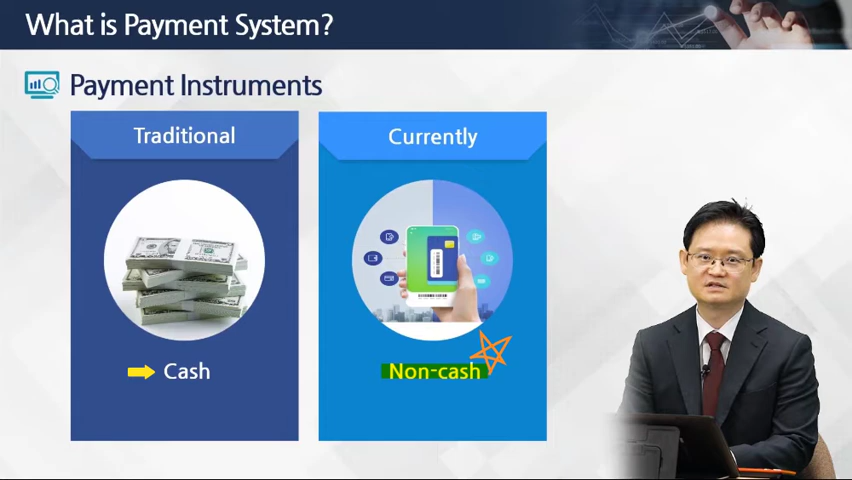 What is Payment System?
Payment Instruments
Traditional
Currently
Cash
Non-cash